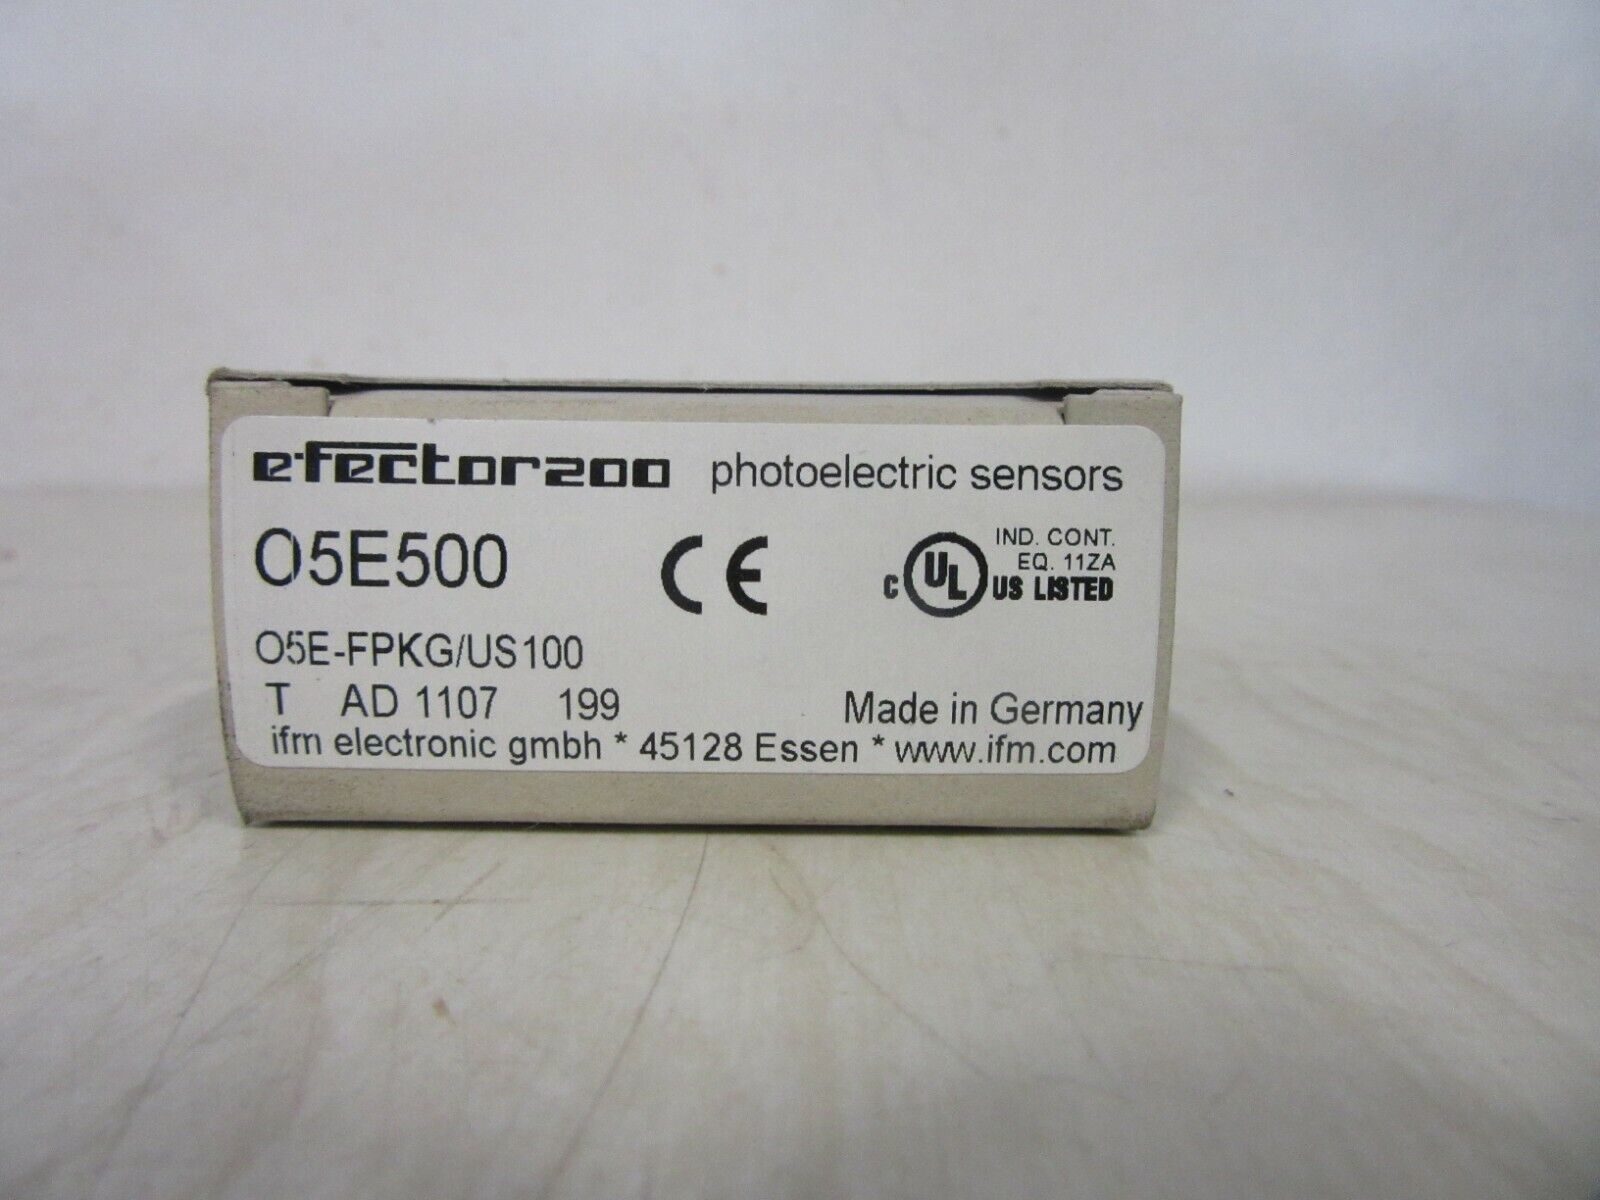 efector200 photoelectric sensors
O5E500
CE
c UL US LISTED
IND. CONT.
EQ. 11ZA
O5E-FPKG/US100
T AD 1107 199
Made in Germany
ifm electronic gmbh * 45128 Essen * www.ifm.com